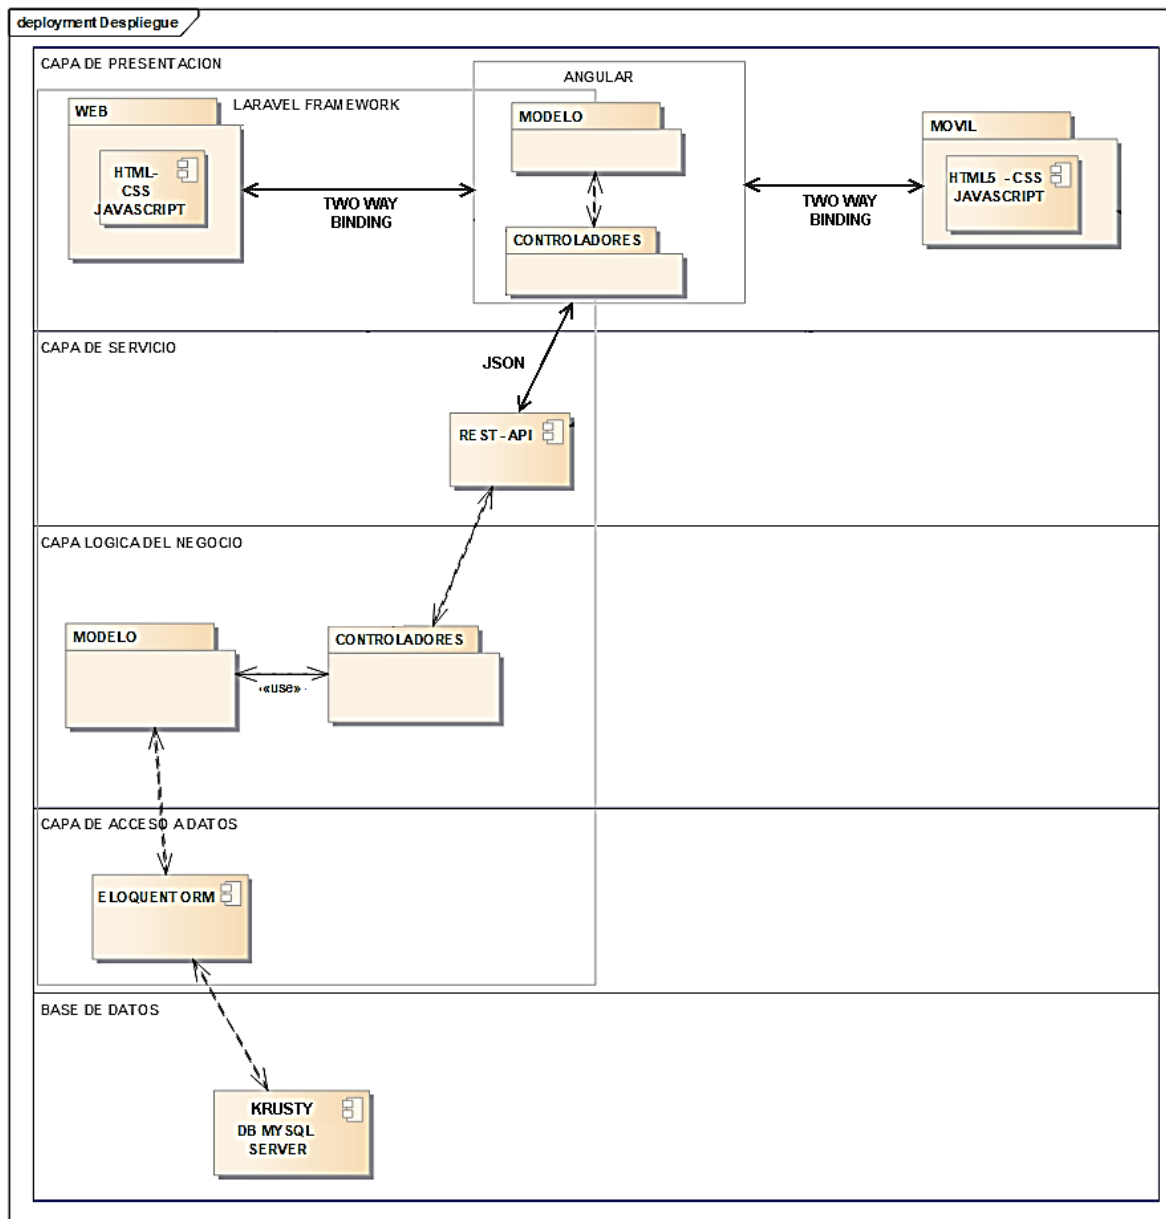 deployment Despliegue
CAPA DE PRESENTACION
ANGULAR
LARAVEL FRAMEWORK
WEB
MODELO
MOVIL
HTML-
CSS
JAVASCRIPT
HTML5 - CSS
JAVASCRIPT
TWO WAY
BINDING
TWO WAY
BINDING
CONTROLADORES
CAPA DE SERVICIO
JSON
REST-API
CAPA LOGICA DEL NEGOCIO
MODELO
CONTROLADORES
«use»
CAPA DE ACCESO A DATOS
ELOQUENT ORM
BASE DE DATOS
KRUSTY
DB MYSQL
SERVER